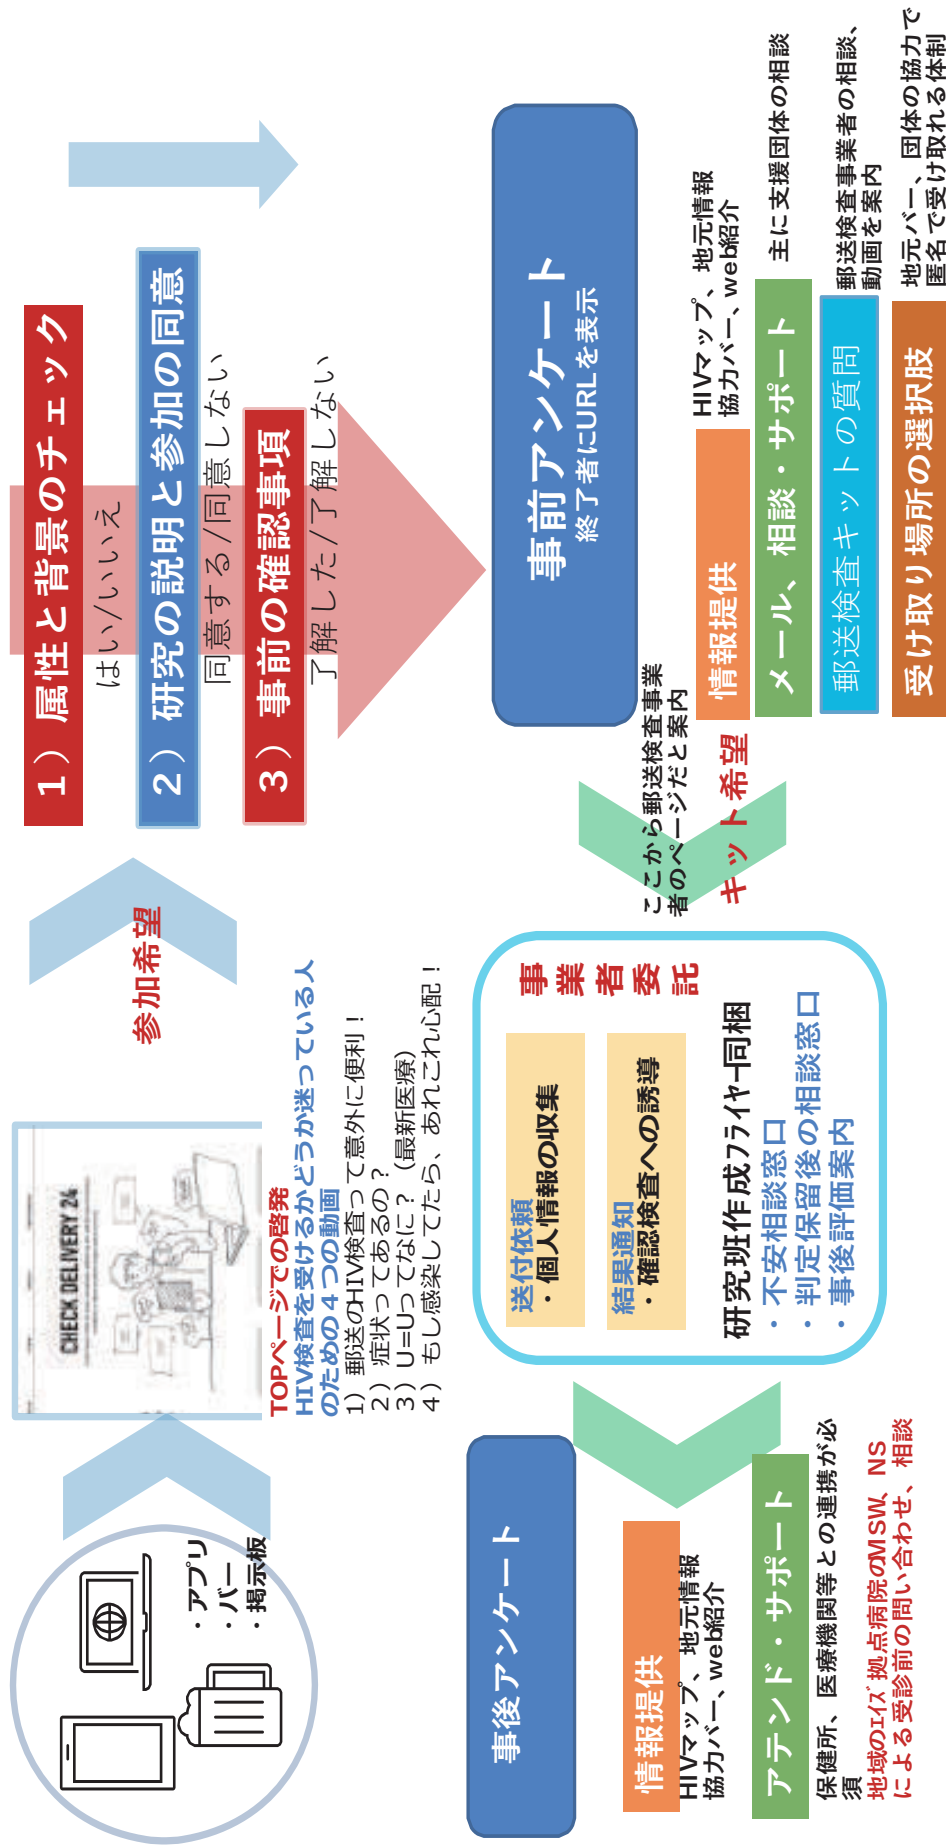 ・アプリ
・バー
・掲示板
CHECK DELIVERY 24
TOPページでの啓発
HIV検査を受けるかどうか迷っている人
のための４つの動画
1）郵送のHIV検査って意外に便利！
2）症状ってあるの？
3）U=Uってなに？（最新医療）
4）もし感染してたら、あれこれ心配！
参加希望
1）属性と背景のチェック
はい/いいえ
2）研究の説明と参加の同意
同意する/同意しない
3）事前の確認事項
了解した/了解しない
事前アンケート
終了者にURLを表示
情報提供
HIVマップ、地元情報
協力バー、web紹介
メール、相談・サポート
主に支援団体の相談
郵送検査キットの質問
郵送検査事業者の相談、
動画を案内
受け取り場所の選択肢
地元バー、団体の協力で
匿名で受け取れる体制
ここから郵送検査事業
者のページだと案内
キット希望
事業者委託
送付依頼
・個人情報の収集
結果通知
・確認検査への誘導
研究班作成フライヤー同梱
・不安相談窓口
・判定保留後の相談窓口
・事後評価案内
事後アンケート
情報提供
HIVマップ、地元情報
協力バー、web紹介
アテンド・サポート
保健所、医療機関等との連携が必
須
地域のエイズ拠点病院のMSW、NS
による受診前の問い合わせ、相談